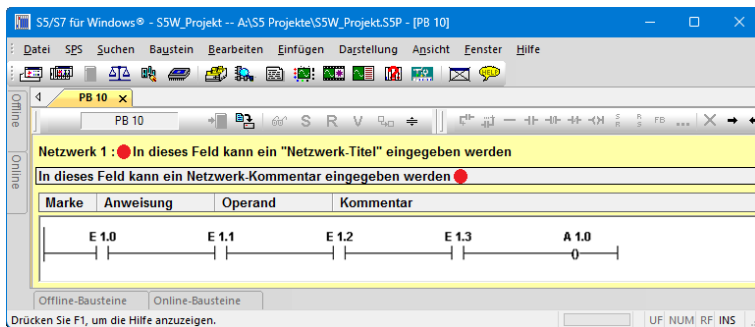 S5/S7 für Windows® - S5W_Projekt -- A:\S5 Projekte\S5W_Projekt.S5P - [PB 10]
Datei SPS Suchen Baustein Bearbeiten Einfügen Darstellung Ansicht Fenster Hilfe
HELP
Offline
Online
PB 10 x
PB 10 S R V FB ...
Netzwerk 1 : In dieses Feld kann ein "Netzwerk-Titel" eingegeben werden
In dieses Feld kann ein Netzwerk-Kommentar eingegeben werden
Marke Anweisung Operand Kommentar
E 1.0 E 1.1 E 1.2 E 1.3 A 1.0
Offline-Bausteine Online-Bausteine
Drücken Sie F1, um die Hilfe anzuzeigen. UF NUM RF INS